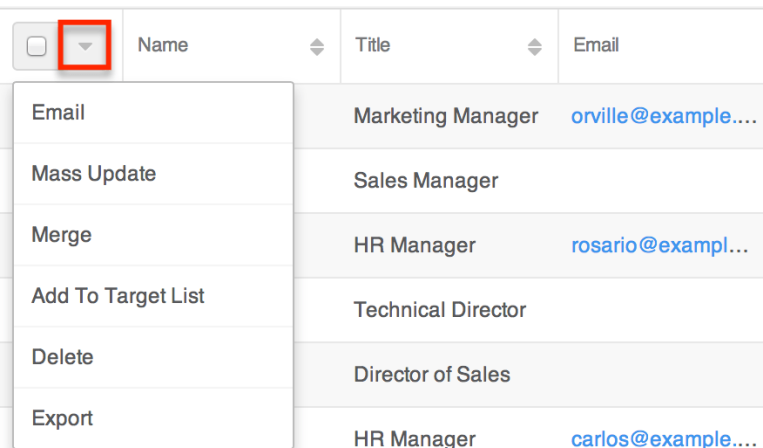 Name Title Email
Email Marketing Manager orville@example....
Mass Update Sales Manager
Merge HR Manager rosario@exampl...
Add To Target List Technical Director
Delete Director of Sales
Export HR Manager carlos@example....